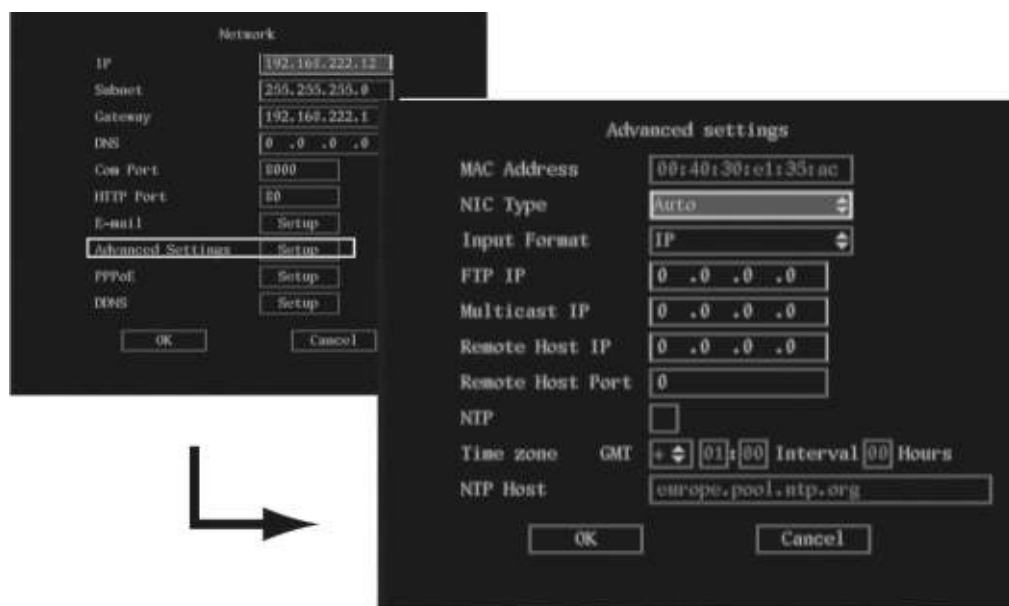 Network
IP 192.168.222.12
Subnet 255.255.255.0
Gateway 192.168.222.1
DNS 0 .0 .0 .0
Com Port 8000
HTTP Port 80
E-mail Setup
Advanced Settings Setup
PPPoE Setup
DDNS Setup
OK Cancel
Advanced settings
MAC Address 00:40:30:e1:35:ac
NIC Type Auto
Input Format IP
FTP IP 0 .0 .0 .0
Multicast IP 0 .0 .0 .0
Remote Host IP 0 .0 .0 .0
Remote Host Port 0
NTP
Time zone GMT + 01:00 Interval 00 Hours
NTP Host europe.pool.ntp.org
OK Cancel